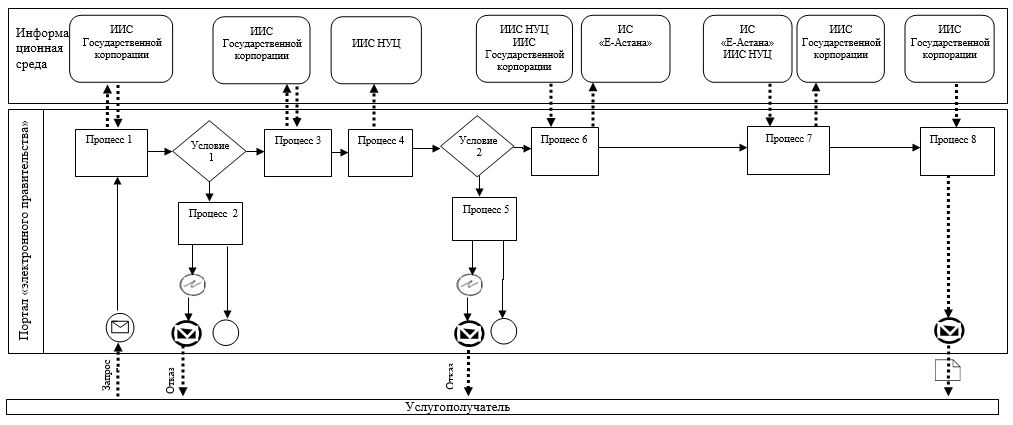 Информа
ционная
среда
ИИС
Государственной
корпорации
ИИС
Государственной
корпорации
ИИС НУЦ
ИИС НУЦ
ИИС
Государственной
корпорации
ИС
«Е-Астана»
ИС
«Е-Астана»
ИИС НУЦ
ИИС
Государственной
корпорации
ИИС
Государственной
корпорации
Портал «электронного правительства»
Процесс 1
Условие
1
Процесс 3
Процесс 4
Условие
2
Процесс 6
Процесс 7
Процесс 8
Процесс 2
Процесс 5
Запрос
Отказ
Отказ
Услугополучатель